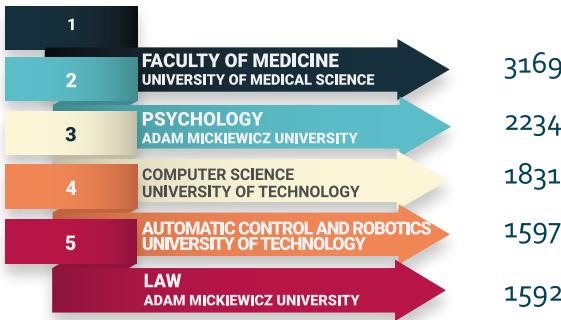 1
FACULTY OF MEDICINE
UNIVERSITY OF MEDICAL SCIENCE
3169
2
PSYCHOLOGY
ADAM MICKIEWICZ UNIVERSITY
2234
3
COMPUTER SCIENCE
UNIVERSITY OF TECHNOLOGY
1831
4
AUTOMATIC CONTROL AND ROBOTICS
UNIVERSITY OF TECHNOLOGY
1597
5
LAW
ADAM MICKIEWICZ UNIVERSITY
1592